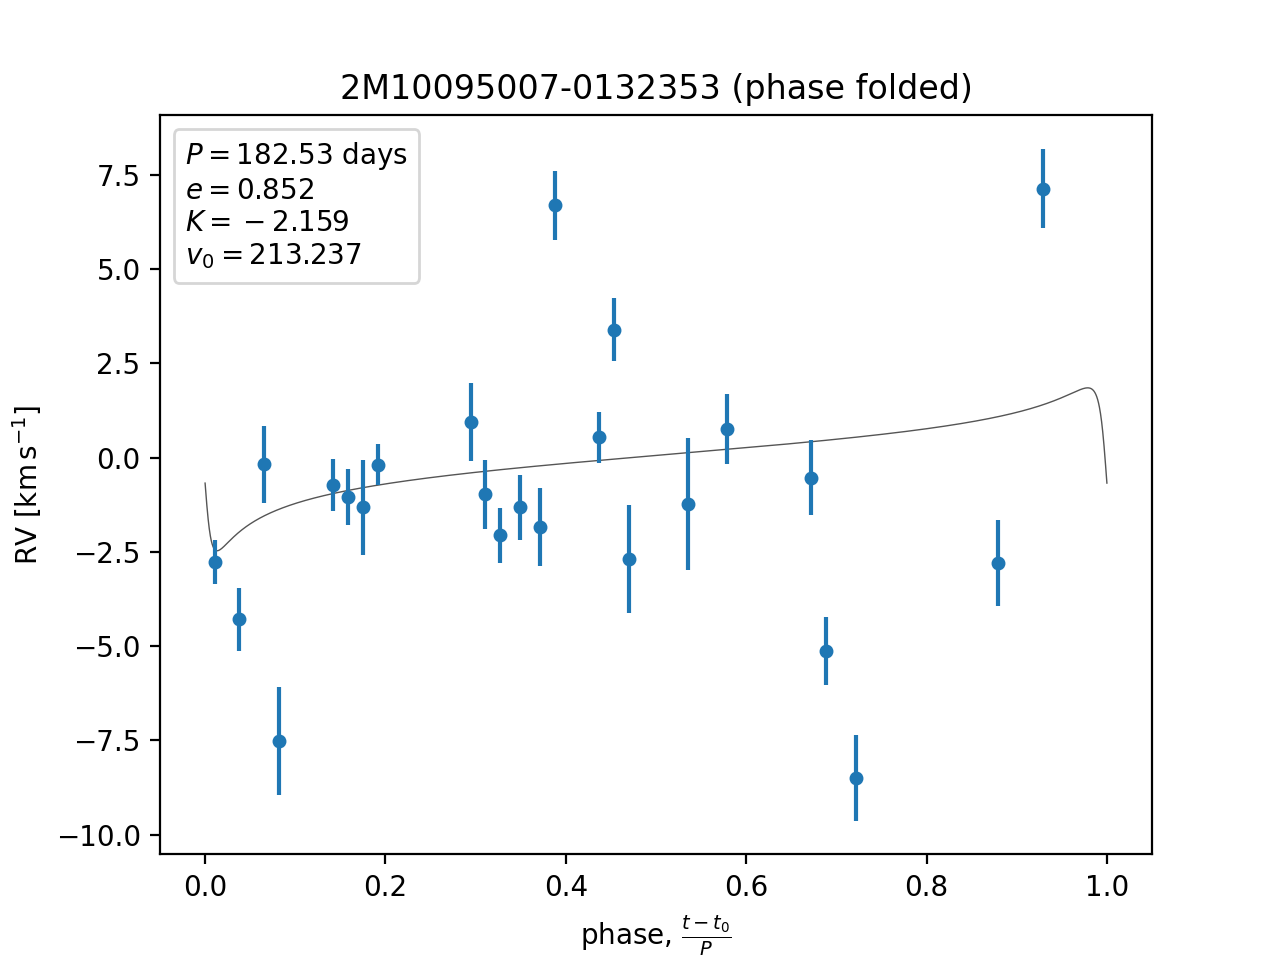 2M10095007-0132353 (phase folded)
P = 182.53 days
e = 0.852
K = −2.159
v₀ = 213.237
7.5
5.0
2.5
0.0
−2.5
−5.0
−7.5
−10.0
RV [km s⁻¹]
0.0 0.2 0.4 0.6 0.8 1.0
phase, (t − t₀)/P